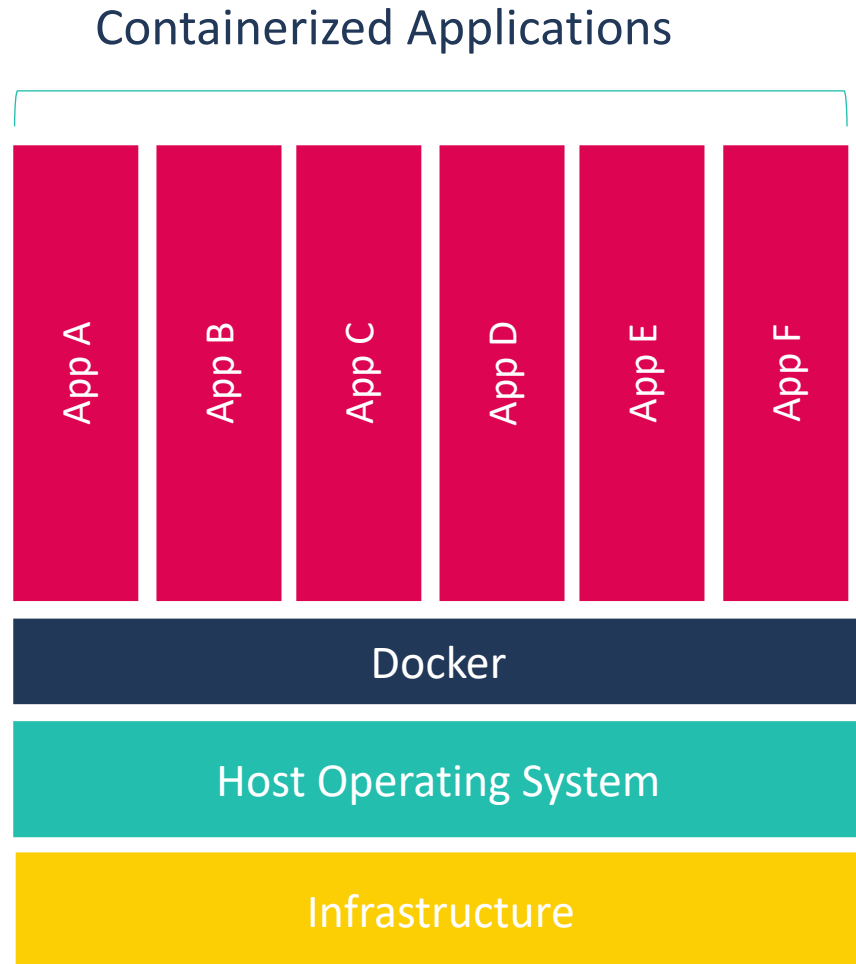 Containerized Applications
App A
App B
App C
App D
App E
App F
Docker
Host Operating System
Infrastructure